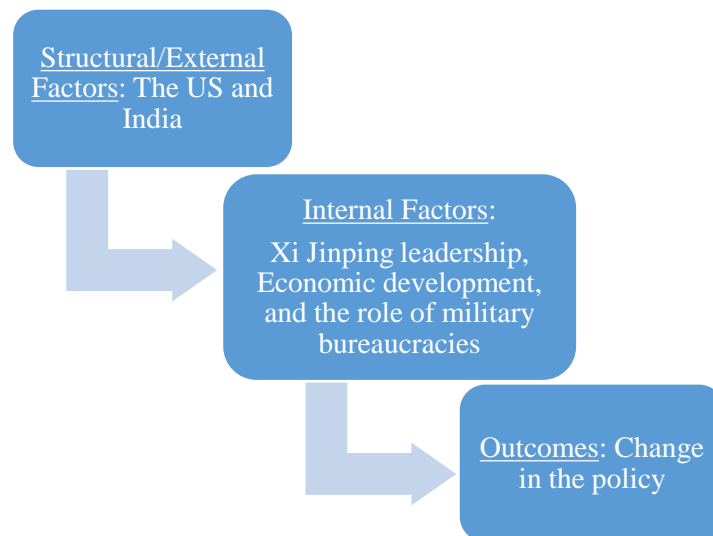 Structural/External
Factors: The US and
India
Internal Factors:
Xi Jinping leadership,
Economic development,
and the role of military
bureaucracies
Outcomes: Change
in the policy